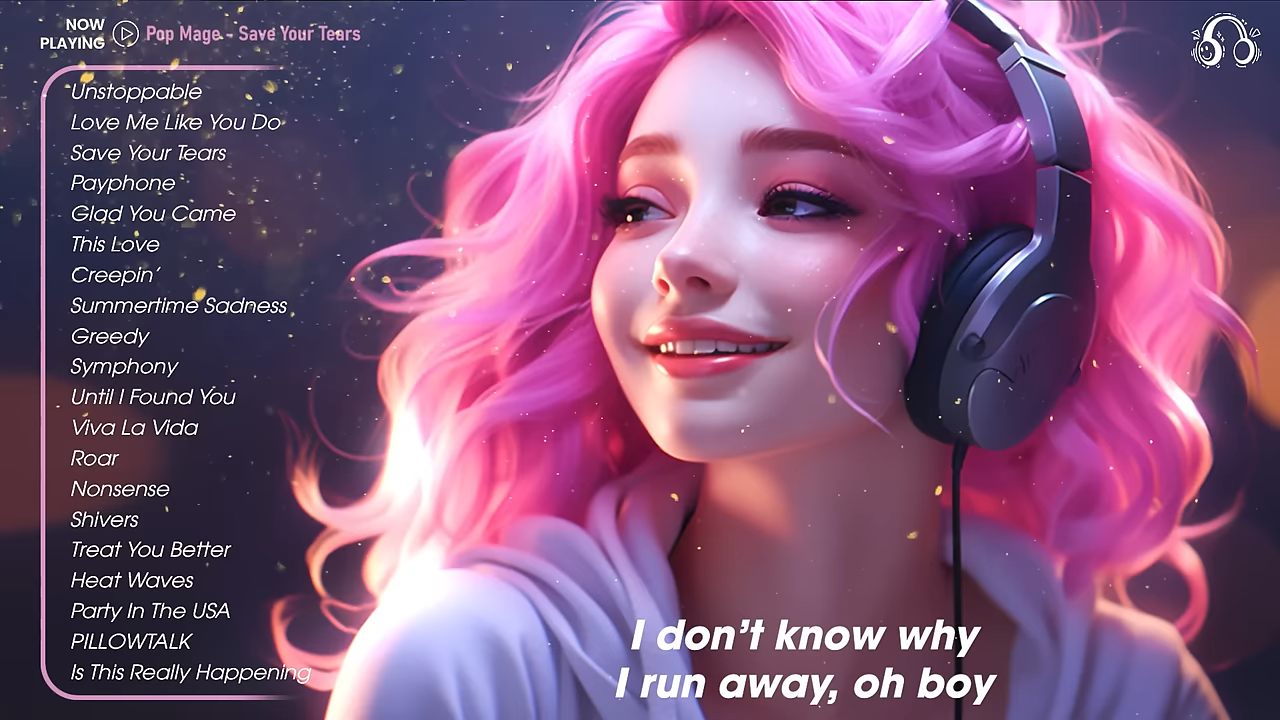 NOW
PLAYING
Pop Mage - Save Your Tears
Unstoppable
Love Me Like You Do
Save Your Tears
Payphone
Glad You Came
This Love
Creepin'
Summertime Sadness
Greedy
Symphony
Until I Found You
Viva La Vida
Roar
Nonsense
Shivers
Treat You Better
Heat Waves
Party In The USA
PILLOWTALK
Is This Really Happening
I don't know why
I run away, oh boy